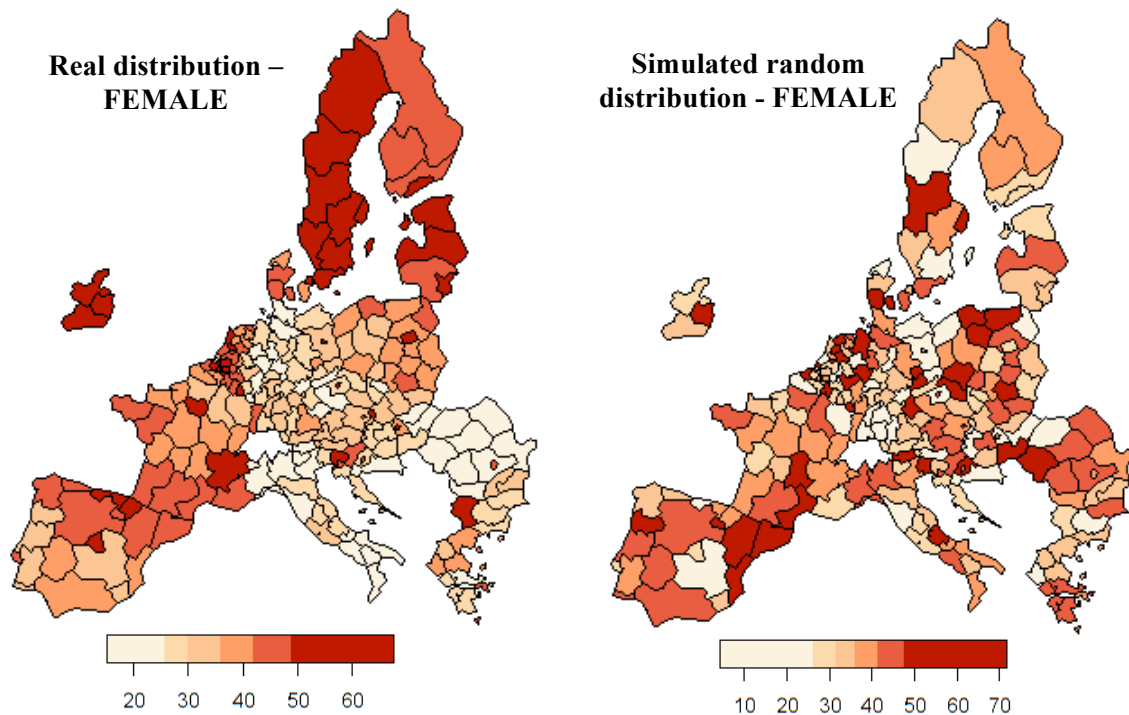 Real distribution –
FEMALE
Simulated random
distribution - FEMALE
20 30 40 50 60
10 20 30 40 50 60 70